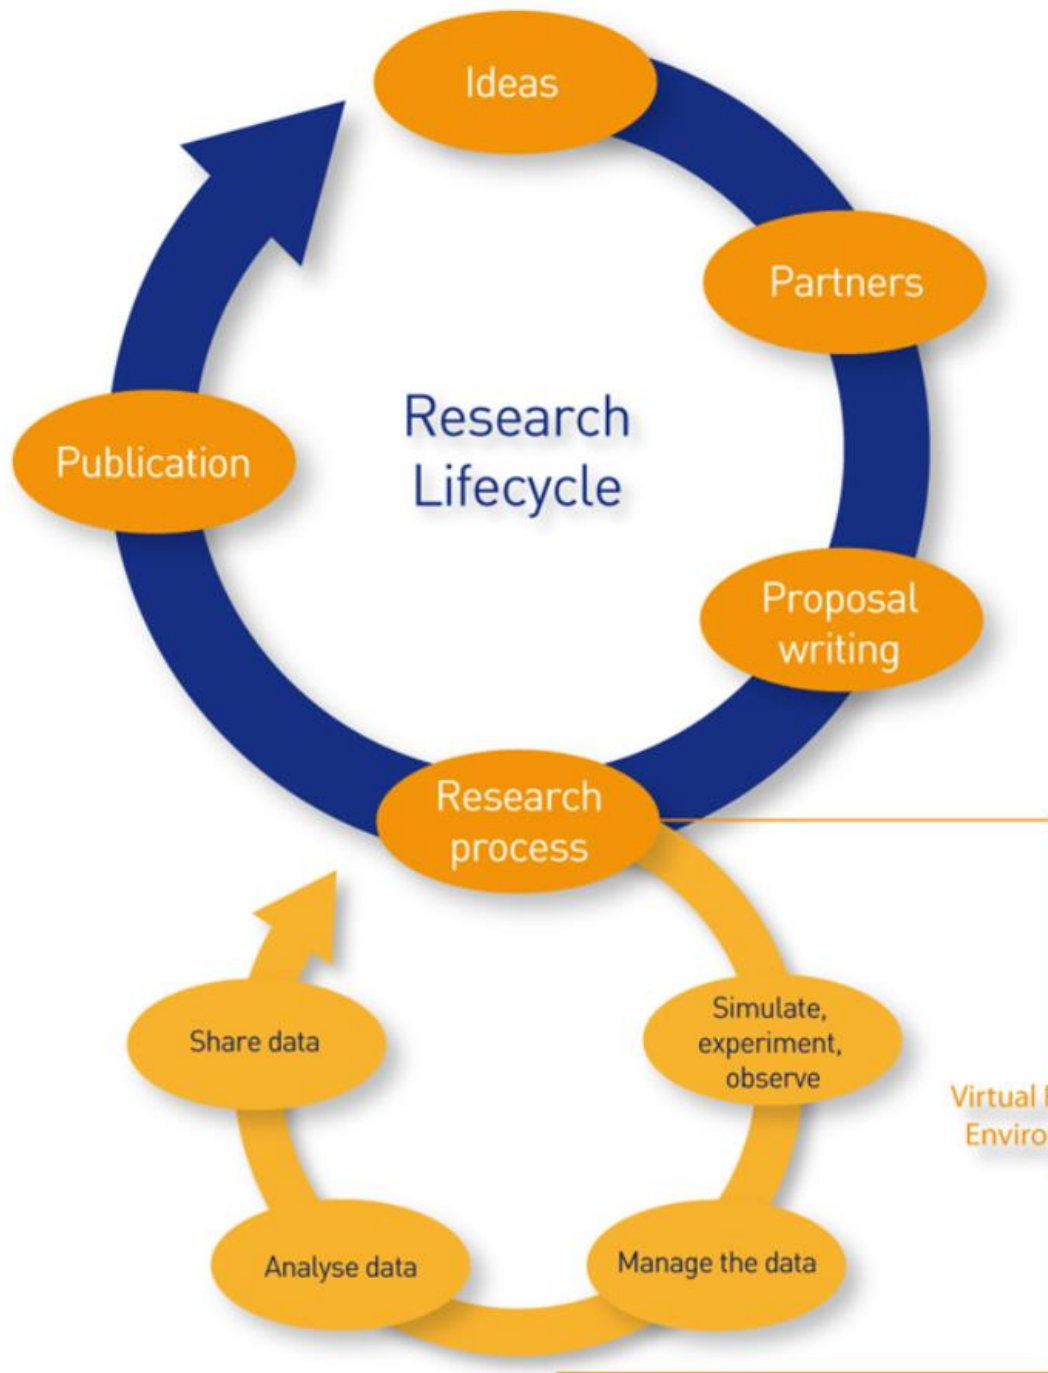 Ideas
Partners
Research
Lifecycle
Publication
Proposal
writing
Research
process
Share data
Simulate,
experiment,
observe
Virtual
Analyse data
Manage the data